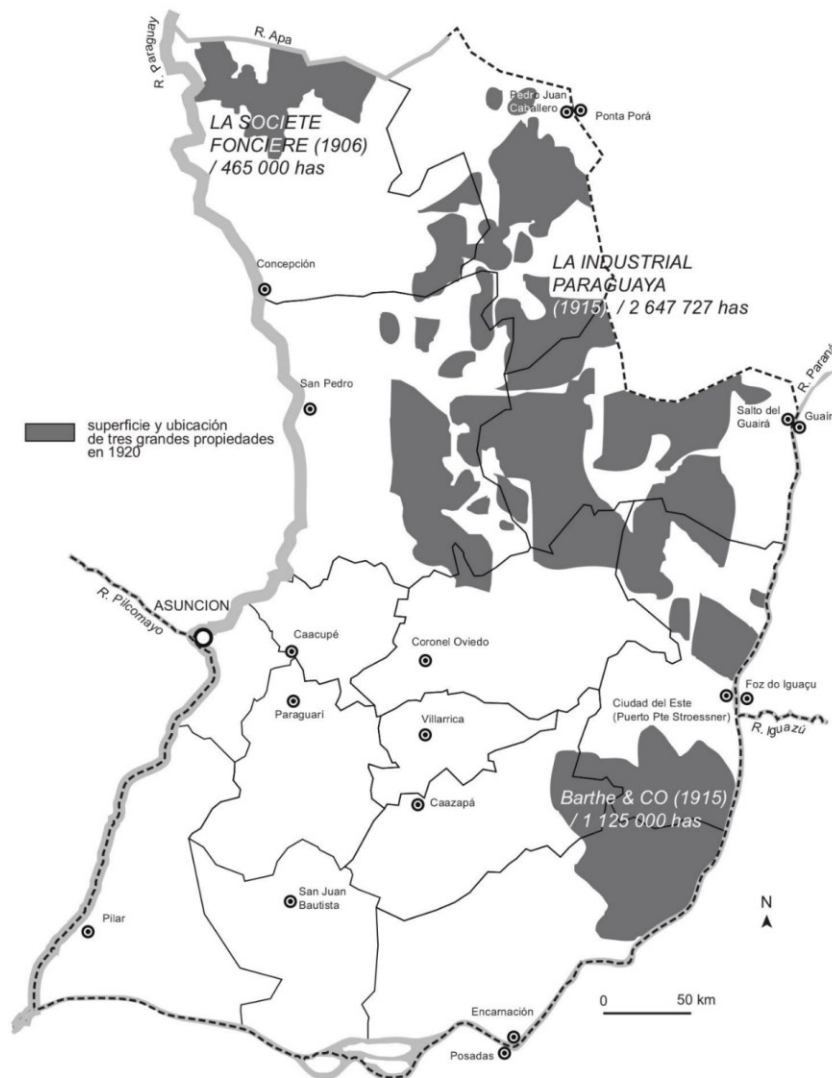 R. Paraguay
R. Apa
Pedro Juan
Caballero
Ponta Porá
LA SOCIETE
FONCIERE (1906)
/ 465 000 has
LA INDUSTRIAL
PARAGUAYA
(1915) / 2 647 727 has
Concepción
R. Paraná
San Pedro
Salto del
Guairá
Guaír
superficie y ubicación
de tres grandes propiedades
en 1920
R. Pilcomayo
ASUNCION
Caacupé
Coronel Oviedo
Paraguarí
Villarrica
Ciudad del Este
(Puerto Pte Stroessner)
Foz do Iguaçu
R. Iguazú
Caazapá
Barthe & CO (1915)
/ 1 125 000 has
San Juan
Bautista
Pilar
N
0 50 km
Encarnación
Posadas